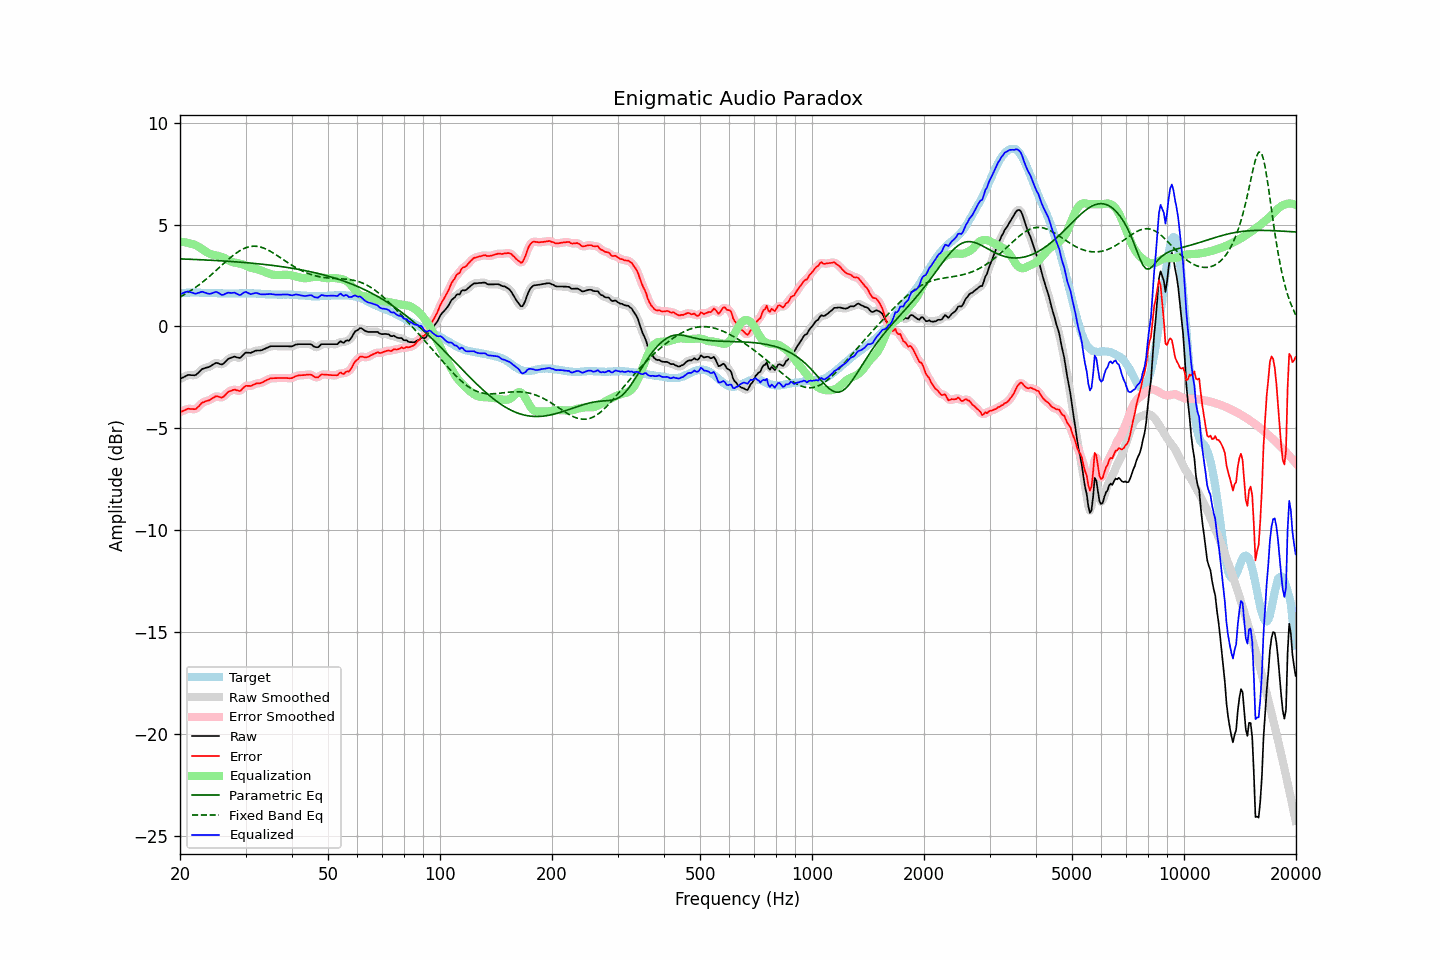 Enigmatic Audio Paradox
10
5
0
−5
−10
−15
−20
−25
Amplitude (dBr)
Target
Raw Smoothed
Error Smoothed
Raw
Error
Equalization
Parametric Eq
Fixed Band Eq
Equalized
20 50 100 200 500 1000 2000 5000 10000 20000
Frequency (Hz)